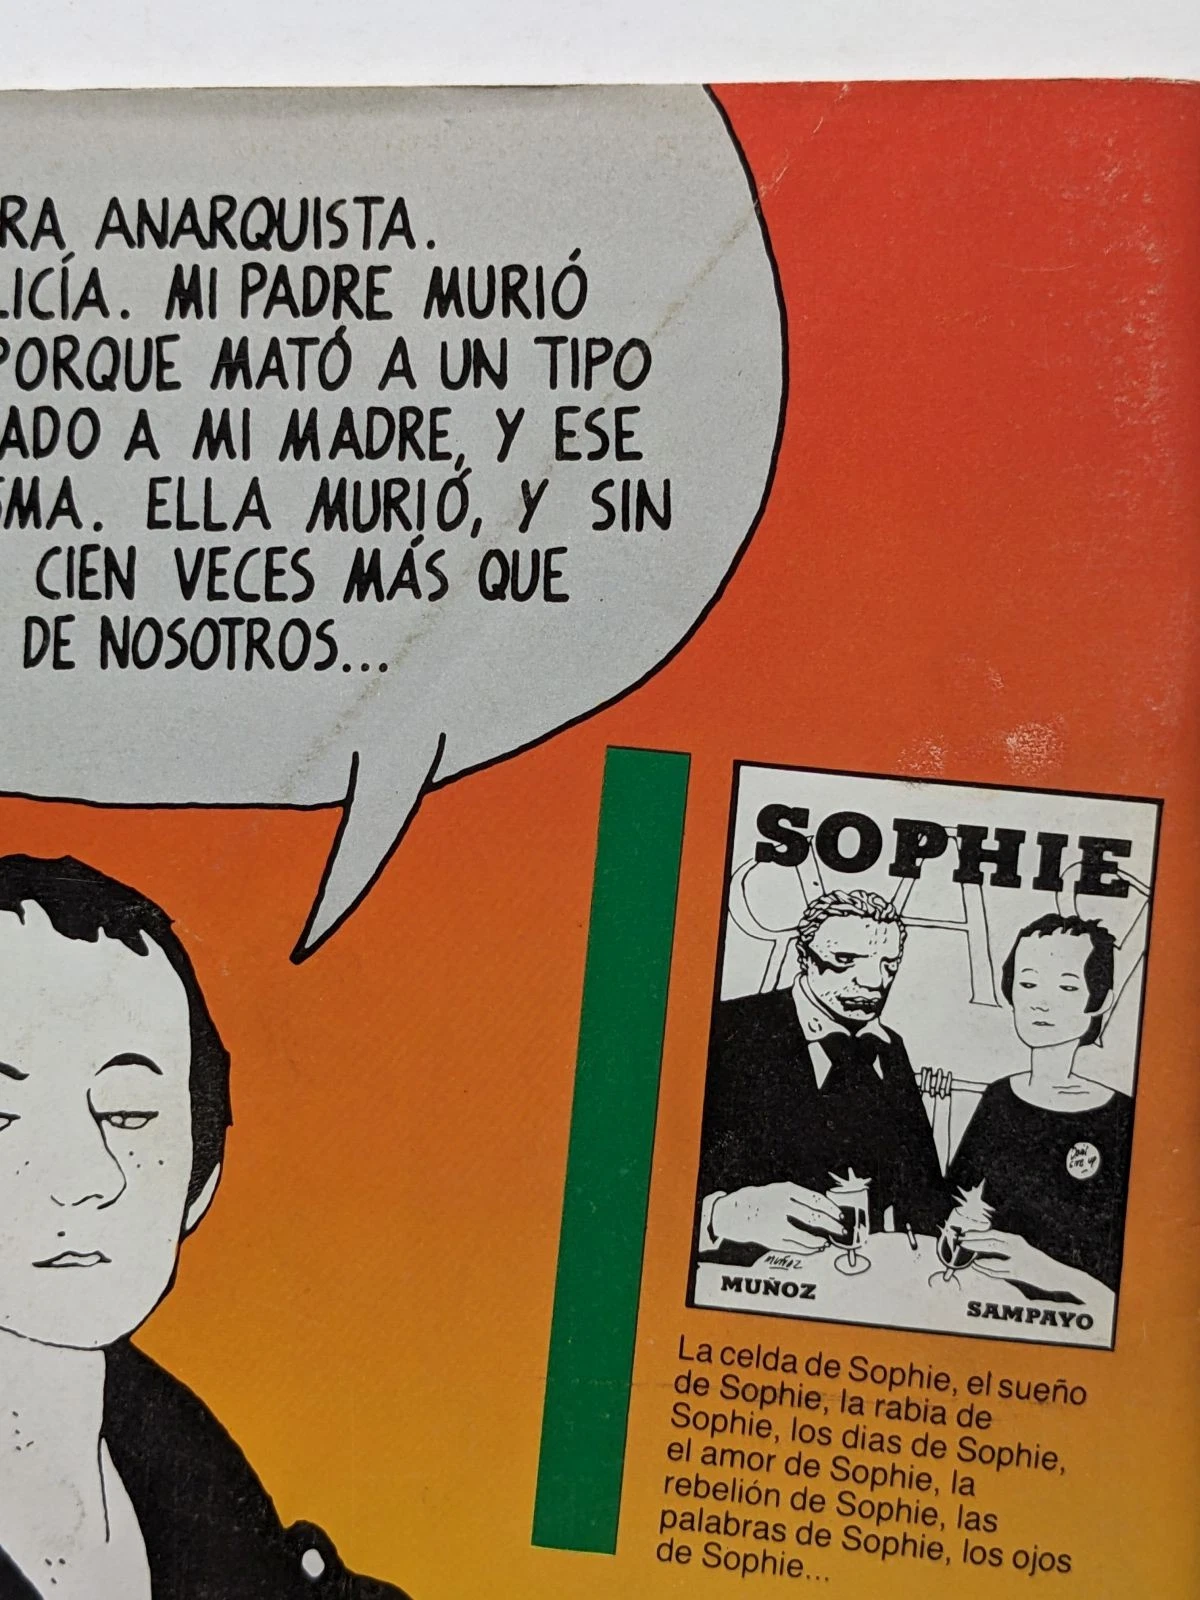 RA ANARQUISTA.
LICÍA. MI PADRE MURIÓ
PORQUE MATÓ A UN TIPO
ADO A MI MADRE, Y ESE
SMA. ELLA MURIÓ, Y SIN
CIEN VECES MÁS QUE
DE NOSOTROS...
SOPHIE
MUÑOZ
MUÑOZ
SAMPAYO
La celda de Sophie, el sueño
de Sophie, la rabia de
Sophie, los dias de Sophie,
el amor de Sophie, la
rebelión de Sophie, las
palabras de Sophie, los ojos
de Sophie...